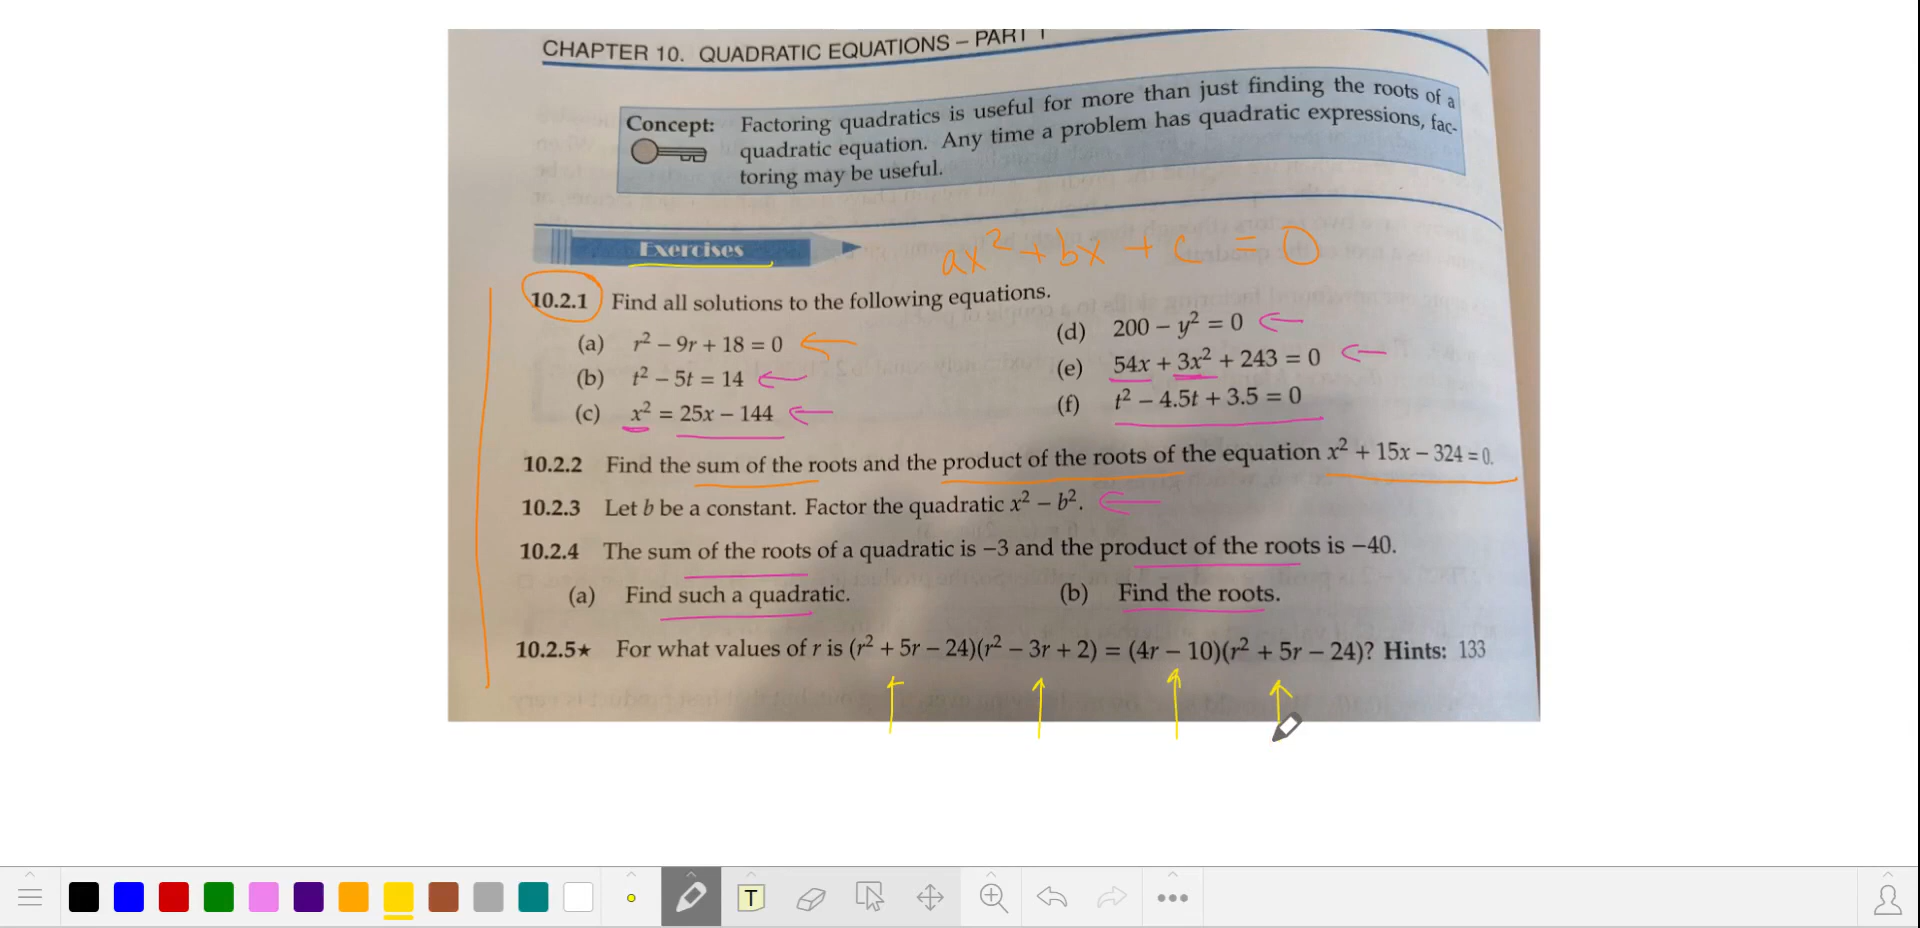 CHAPTER 10. QUADRATIC EQUATIONS – PART 1
Concept: Factoring quadratics is useful for more than just finding the roots of a
quadratic equation. Any time a problem has quadratic expressions, fac-
toring may be useful.
Exercises
ax² + bx + c = 0
10.2.1 Find all solutions to the following equations.
(a) r² – 9r + 18 = 0
(b) t² – 5t = 14
(c) x² = 25x – 144
(d) 200 – y² = 0
(e) 54x + 3x² + 243 = 0
(f) t² – 4.5t + 3.5 = 0
10.2.2 Find the sum of the roots and the product of the roots of the equation x² + 15x – 324 = 0.
10.2.3 Let b be a constant. Factor the quadratic x² – b².
10.2.4 The sum of the roots of a quadratic is –3 and the product of the roots is –40.
(a) Find such a quadratic. (b) Find the roots.
10.2.5★ For what values of r is (r² + 5r – 24)(r² – 3r + 2) = (4r – 10)(r² + 5r – 24)? Hints: 133
T